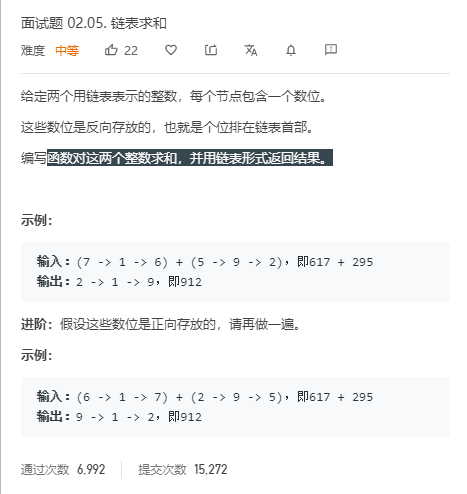 面试题 02.05. 链表求和
难度 中等 22
给定两个用链表表示的整数，每个节点包含一个数位。
这些数位是反向存放的，也就是个位排在链表首部。
编写函数对这两个整数求和，并用链表形式返回结果。
示例：
输入：(7 -> 1 -> 6) + (5 -> 9 -> 2)，即617 + 295
输出：2 -> 1 -> 9，即912
进阶：假设这些数位是正向存放的，请再做一遍。
示例：
输入：(6 -> 1 -> 7) + (2 -> 9 -> 5)，即617 + 295
输出：9 -> 1 -> 2，即912
通过次数 6,992 提交次数 15,272